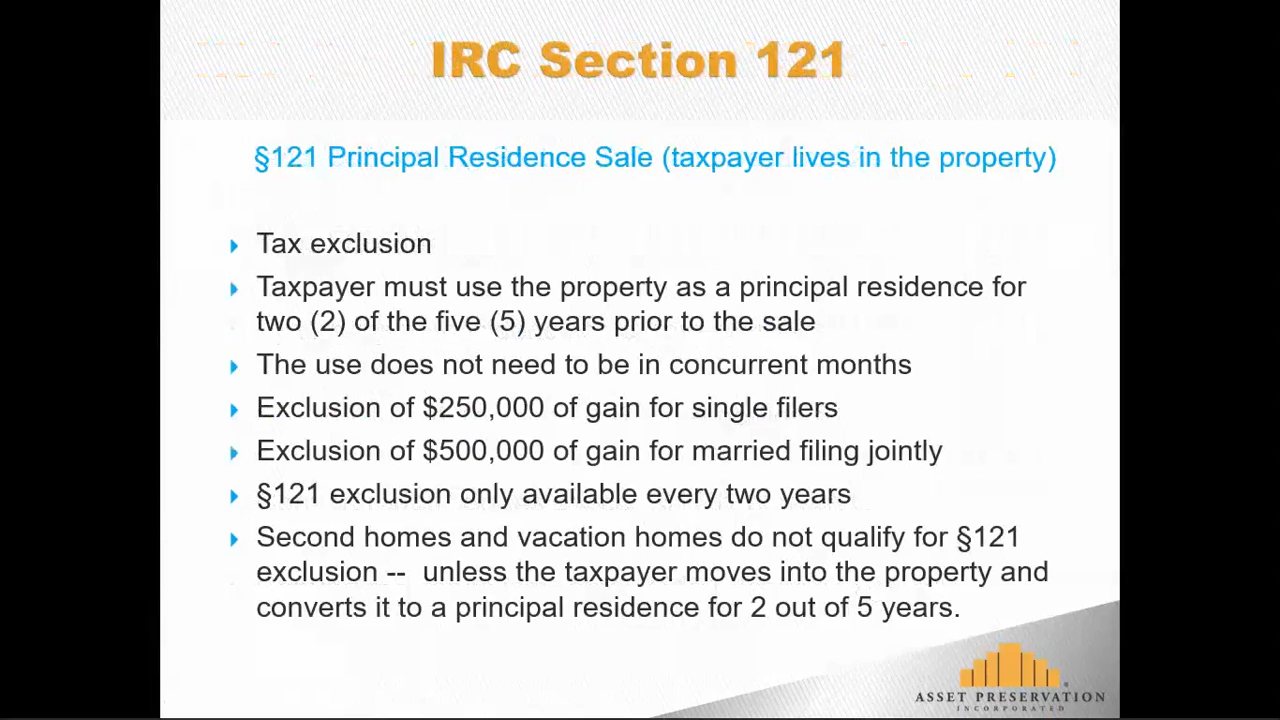 IRC Section 121
§121 Principal Residence Sale (taxpayer lives in the property)
Tax exclusion
Taxpayer must use the property as a principal residence for
two (2) of the five (5) years prior to the sale
The use does not need to be in concurrent months
Exclusion of $250,000 of gain for single filers
Exclusion of $500,000 of gain for married filing jointly
§121 exclusion only available every two years
Second homes and vacation homes do not qualify for §121
exclusion -- unless the taxpayer moves into the property and
converts it to a principal residence for 2 out of 5 years.
ASSET PRESERVATION
INCORPORATED